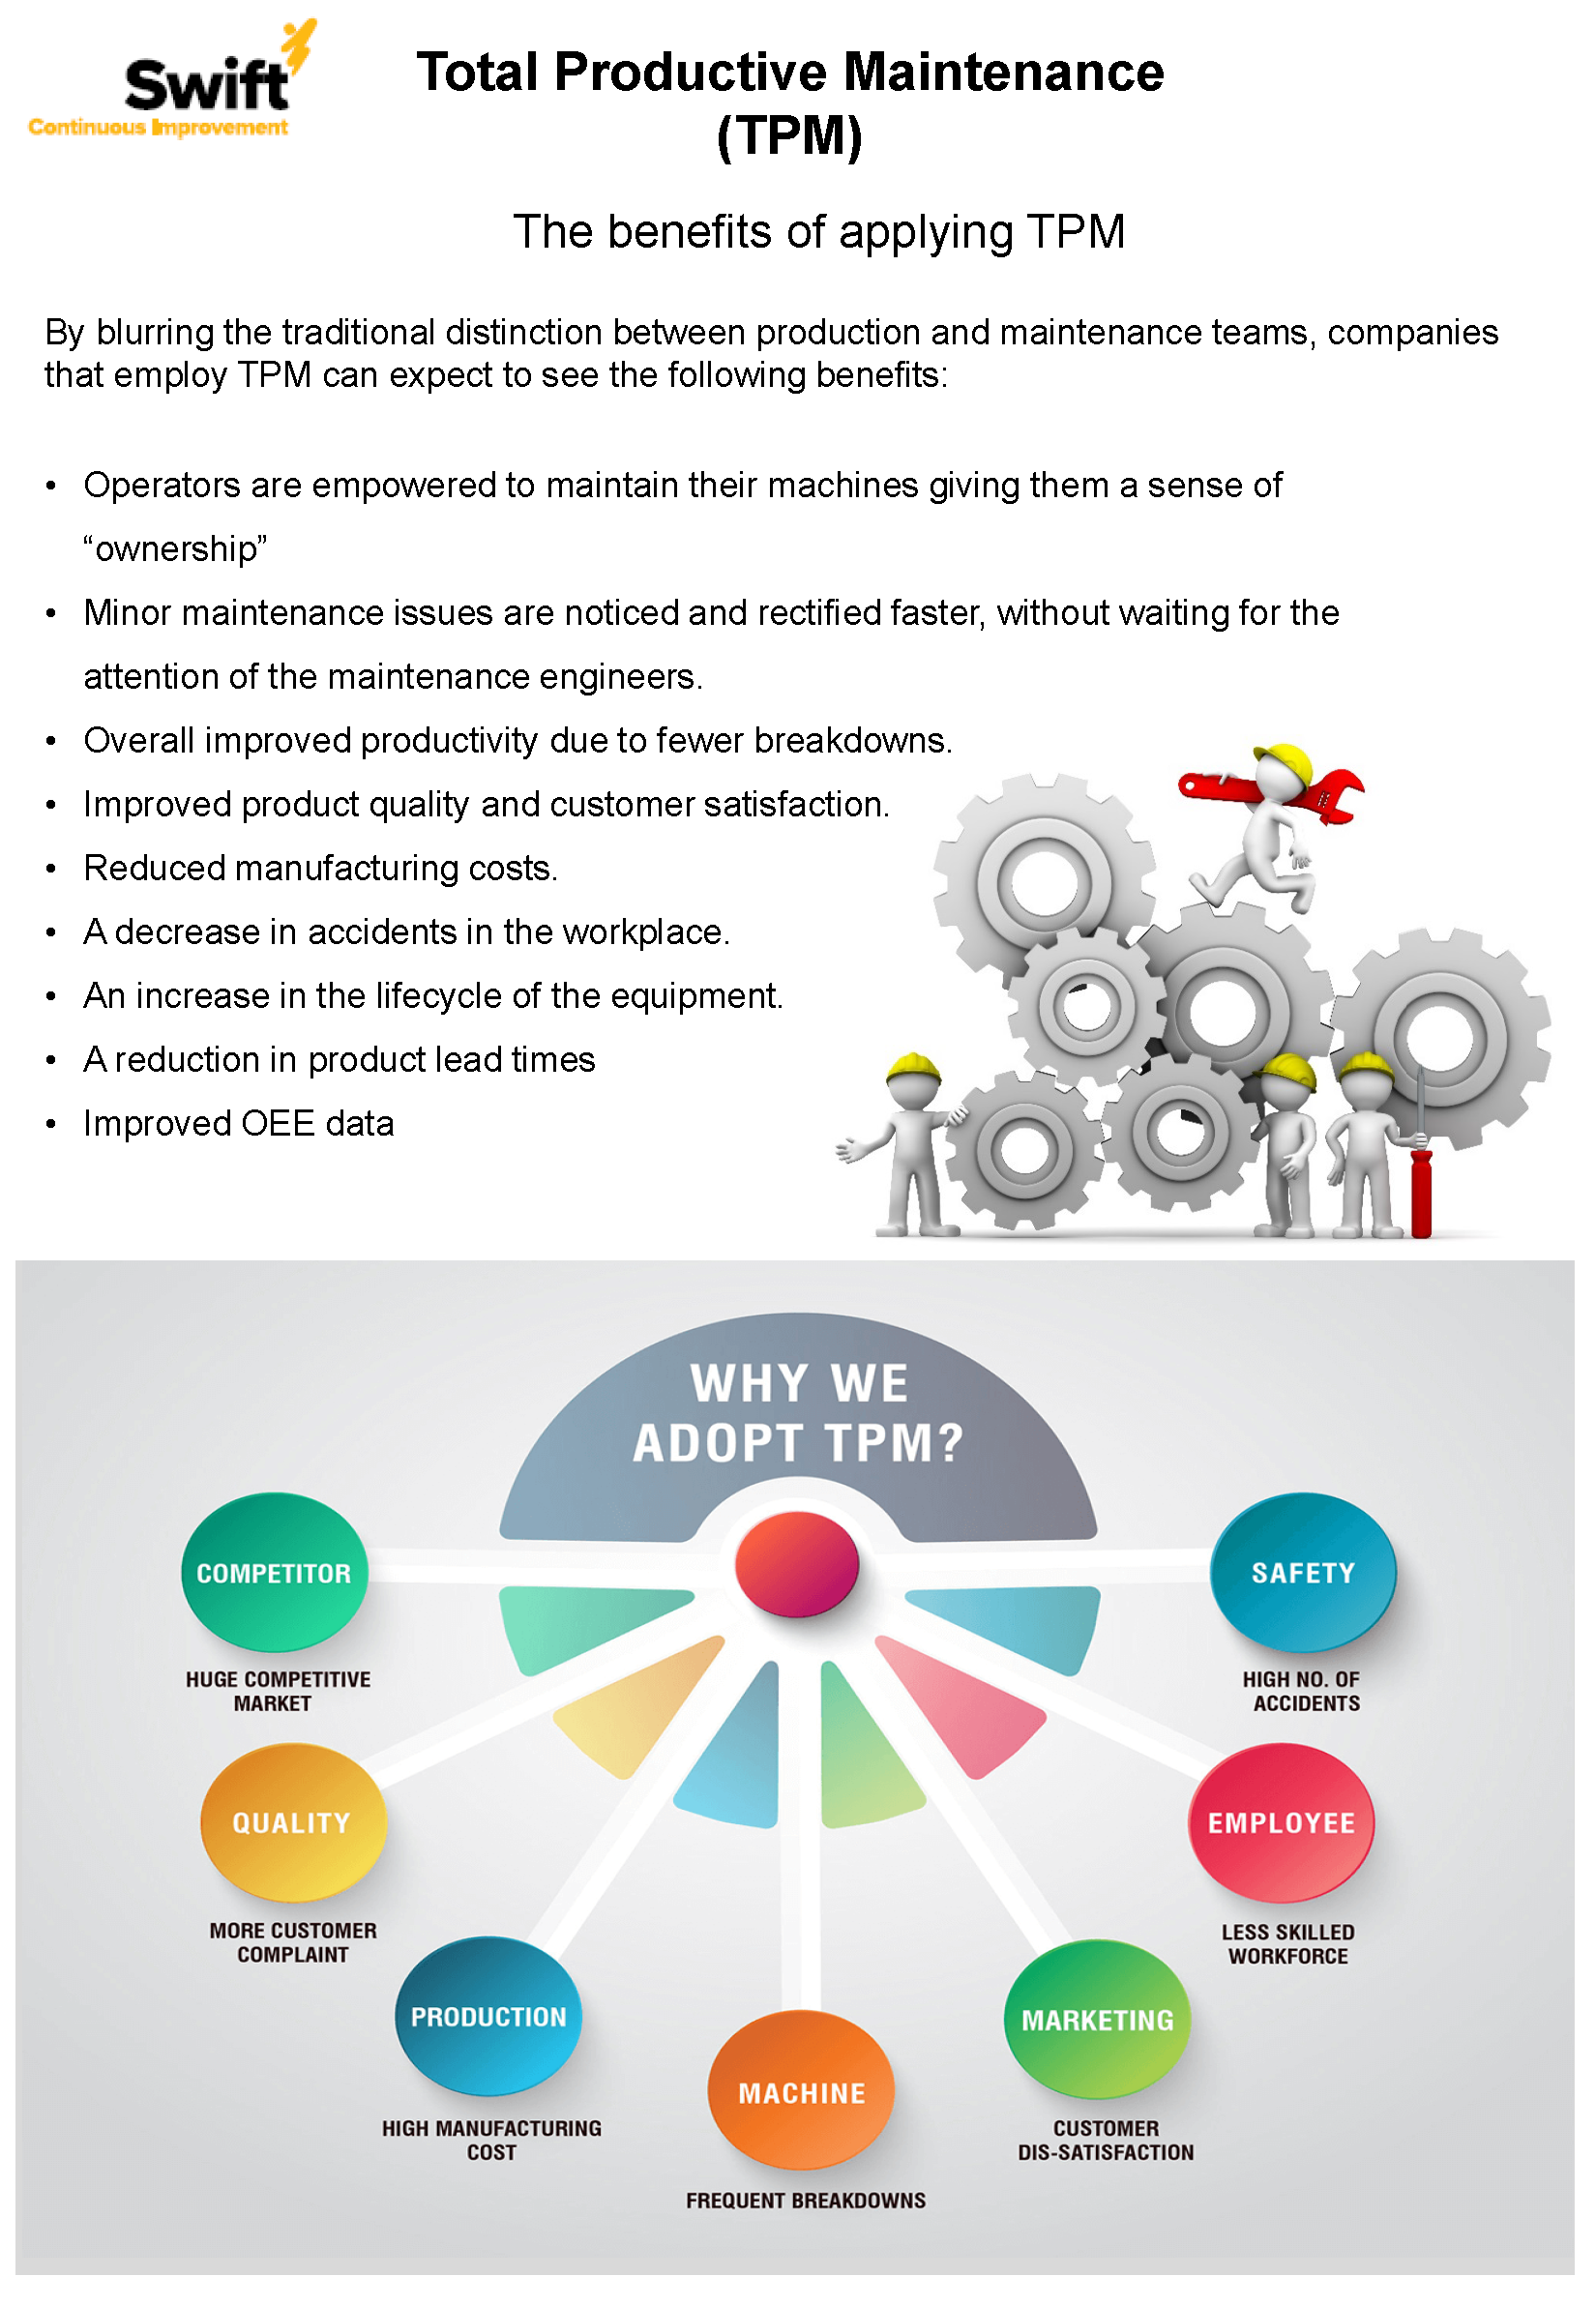 Swift
Continuous Improvement
Total Productive Maintenance
(TPM)
The benefits of applying TPM
By blurring the traditional distinction between production and maintenance teams, companies
that employ TPM can expect to see the following benefits:
• Operators are empowered to maintain their machines giving them a sense of
“ownership”
• Minor maintenance issues are noticed and rectified faster, without waiting for the
attention of the maintenance engineers.
• Overall improved productivity due to fewer breakdowns.
• Improved product quality and customer satisfaction.
• Reduced manufacturing costs.
• A decrease in accidents in the workplace.
• An increase in the lifecycle of the equipment.
• A reduction in product lead times
• Improved OEE data
WHY WE
ADOPT TPM?
COMPETITOR
HUGE COMPETITIVE
MARKET
QUALITY
MORE CUSTOMER
COMPLAINT
PRODUCTION
HIGH MANUFACTURING
COST
MACHINE
FREQUENT BREAKDOWNS
MARKETING
CUSTOMER
DIS-SATISFACTION
EMPLOYEE
LESS SKILLED
WORKFORCE
SAFETY
HIGH NO. OF
ACCIDENTS